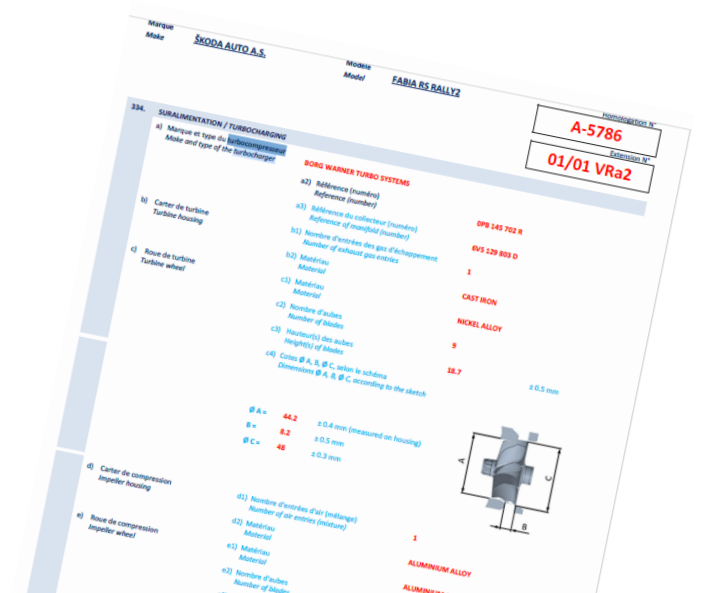 Marque
Make
ŠKODA AUTO A.S.
Modèle
Model
FABIA RS RALLY2
Homologation N°
A-5786
Extension N°
01/01 VRa2
334. SURALIMENTATION / TURBOCHARGING
a) Marque et type du turbocompresseur
Make and type of the turbocharger
BORG WARNER TURBO SYSTEMS
a2) Référence (numéro)
Reference (number)
0PB 145 702 R
a3) Référence du collecteur (numéro)
Reference of manifold (number)
6V5 129 803 D
b) Carter de turbine
Turbine housing
b1) Nombre d'entrées des gaz d'échappement
Number of exhaust gas entries
1
b2) Matériau
Material
CAST IRON
c) Roue de turbine
Turbine wheel
c1) Matériau
Material
NICKEL ALLOY
c2) Nombre d'aubes
Number of blades
9
c3) Hauteur(s) des aubes
Height(s) of blades
18.7
± 0.5 mm
c4) Cotes Ø A, B, Ø C, selon le schéma
Dimensions Ø A, B, Ø C, according to the sketch
Ø A = 44.2 ± 0.4 mm (measured on housing)
B = 8.2 ± 0.5 mm
Ø C = 48 ± 0.3 mm
A
C
B
d) Carter de compression
Impeller housing
d1) Nombre d'entrées d'air (mélange)
Number of air entries (mixture)
1
d2) Matériau
Material
ALUMINIUM ALLOY
e) Roue de compression
Impeller wheel
e1) Matériau
Material
e2) Nombre d'aubes
Number of blades